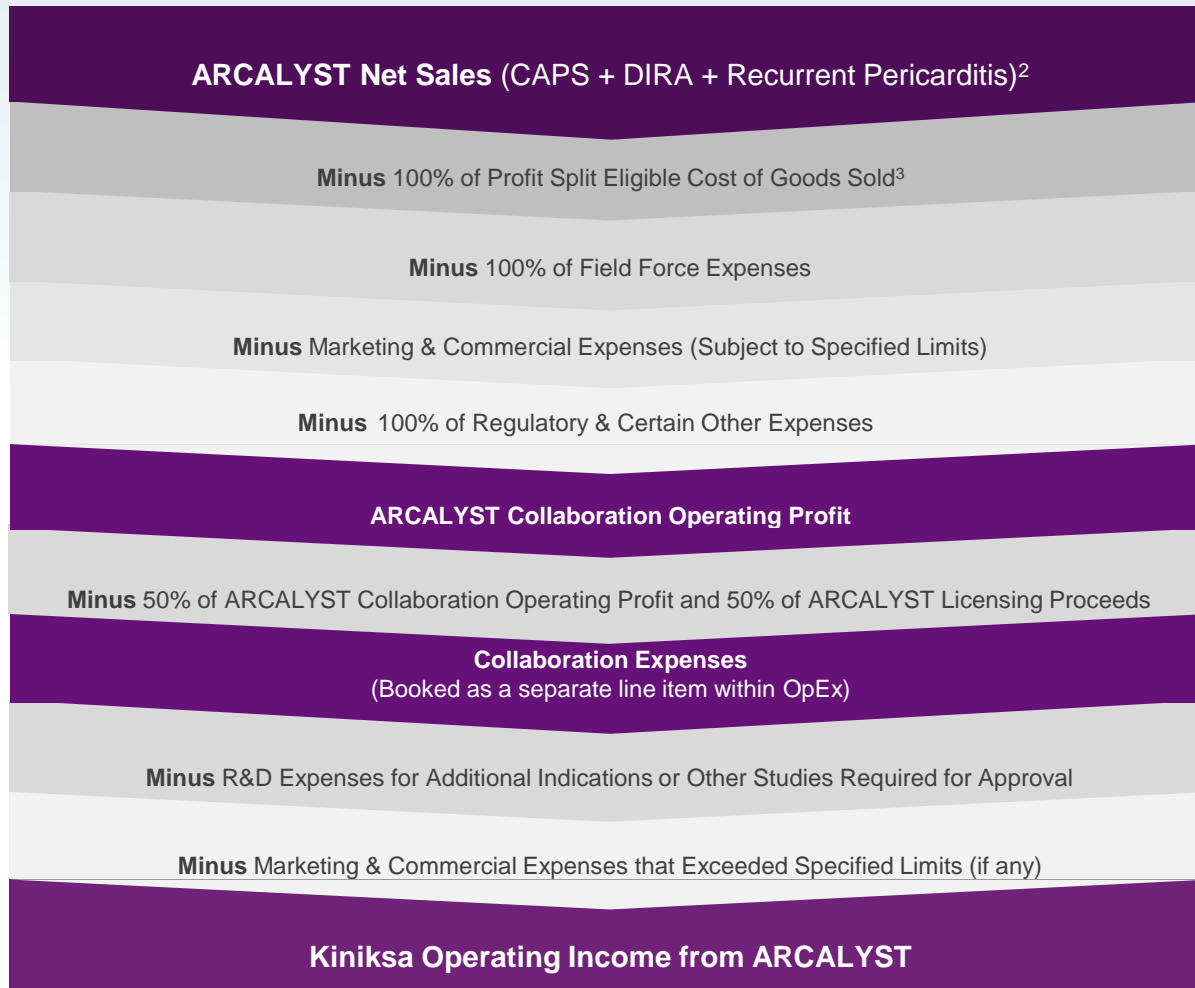 ARCALYST Net Sales (CAPS + DIRA + Recurrent Pericarditis)²
Minus 100% of Profit Split Eligible Cost of Goods Sold³
Minus 100% of Field Force Expenses
Minus Marketing & Commercial Expenses (Subject to Specified Limits)
Minus 100% of Regulatory & Certain Other Expenses
ARCALYST Collaboration Operating Profit
Minus 50% of ARCALYST Collaboration Operating Profit and 50% of ARCALYST Licensing Proceeds
Collaboration Expenses
(Booked as a separate line item within OpEx)
Minus R&D Expenses for Additional Indications or Other Studies Required for Approval
Minus Marketing & Commercial Expenses that Exceeded Specified Limits (if any)
Kiniksa Operating Income from ARCALYST